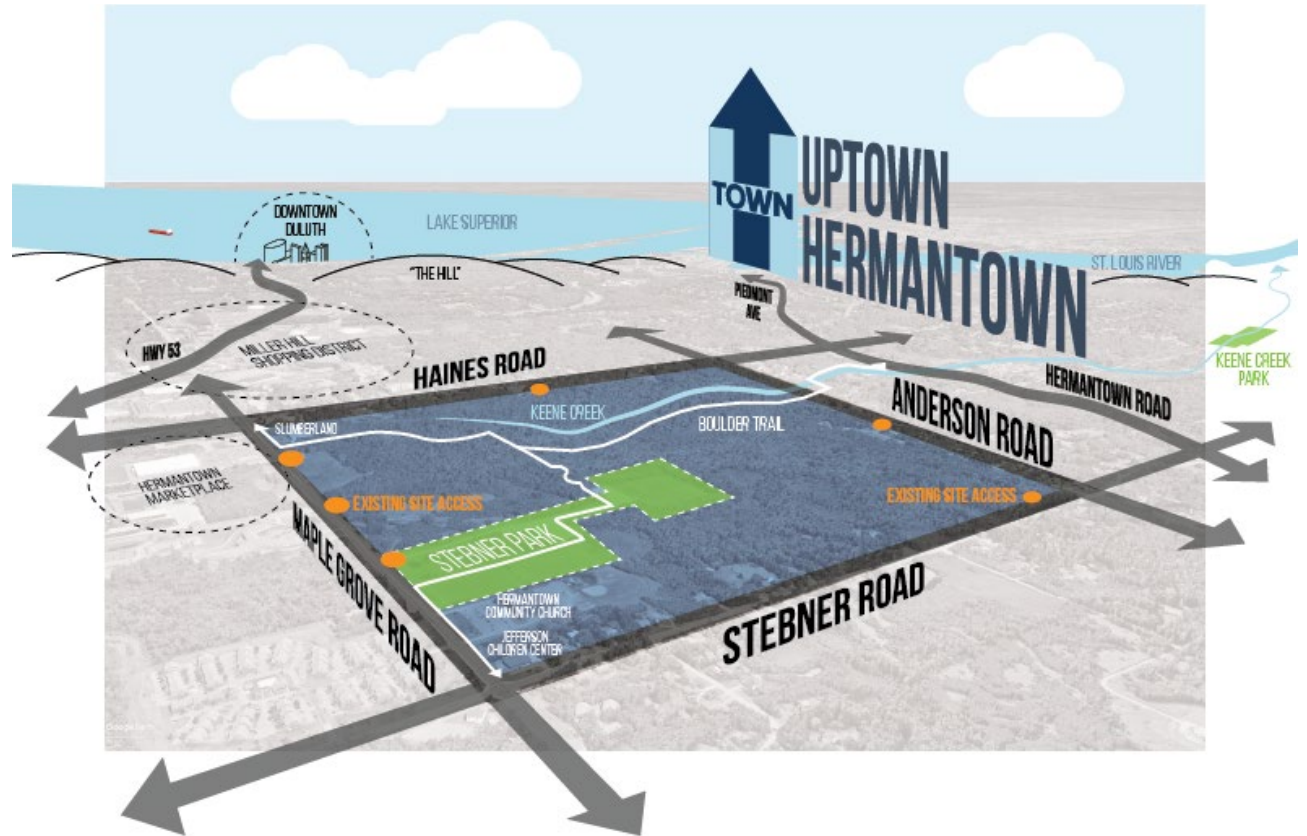 TOWN
UPTOWN
HERMANTOWN
DOWNTOWN
DULUTH
LAKE SUPERIOR
"THE HILL"
ST. LOUIS RIVER
PIEDMONT
AVE
HWY 53
MILLER HILL
SHOPPING DISTRICT
HAINES ROAD
KEENE CREEK
PARK
HERMANTOWN ROAD
ANDERSON ROAD
KEENE CREEK
BOULDER TRAIL
SLUMBERLAND
HERMANTOWN
MARKETPLACE
EXISTING SITE ACCESS
EXISTING SITE ACCESS
STEBNER PARK
MAPLE GROVE ROAD
HERMANTOWN
COMMUNITY CHURCH
JEFFERSON
CHILDREN CENTER
STEBNER ROAD